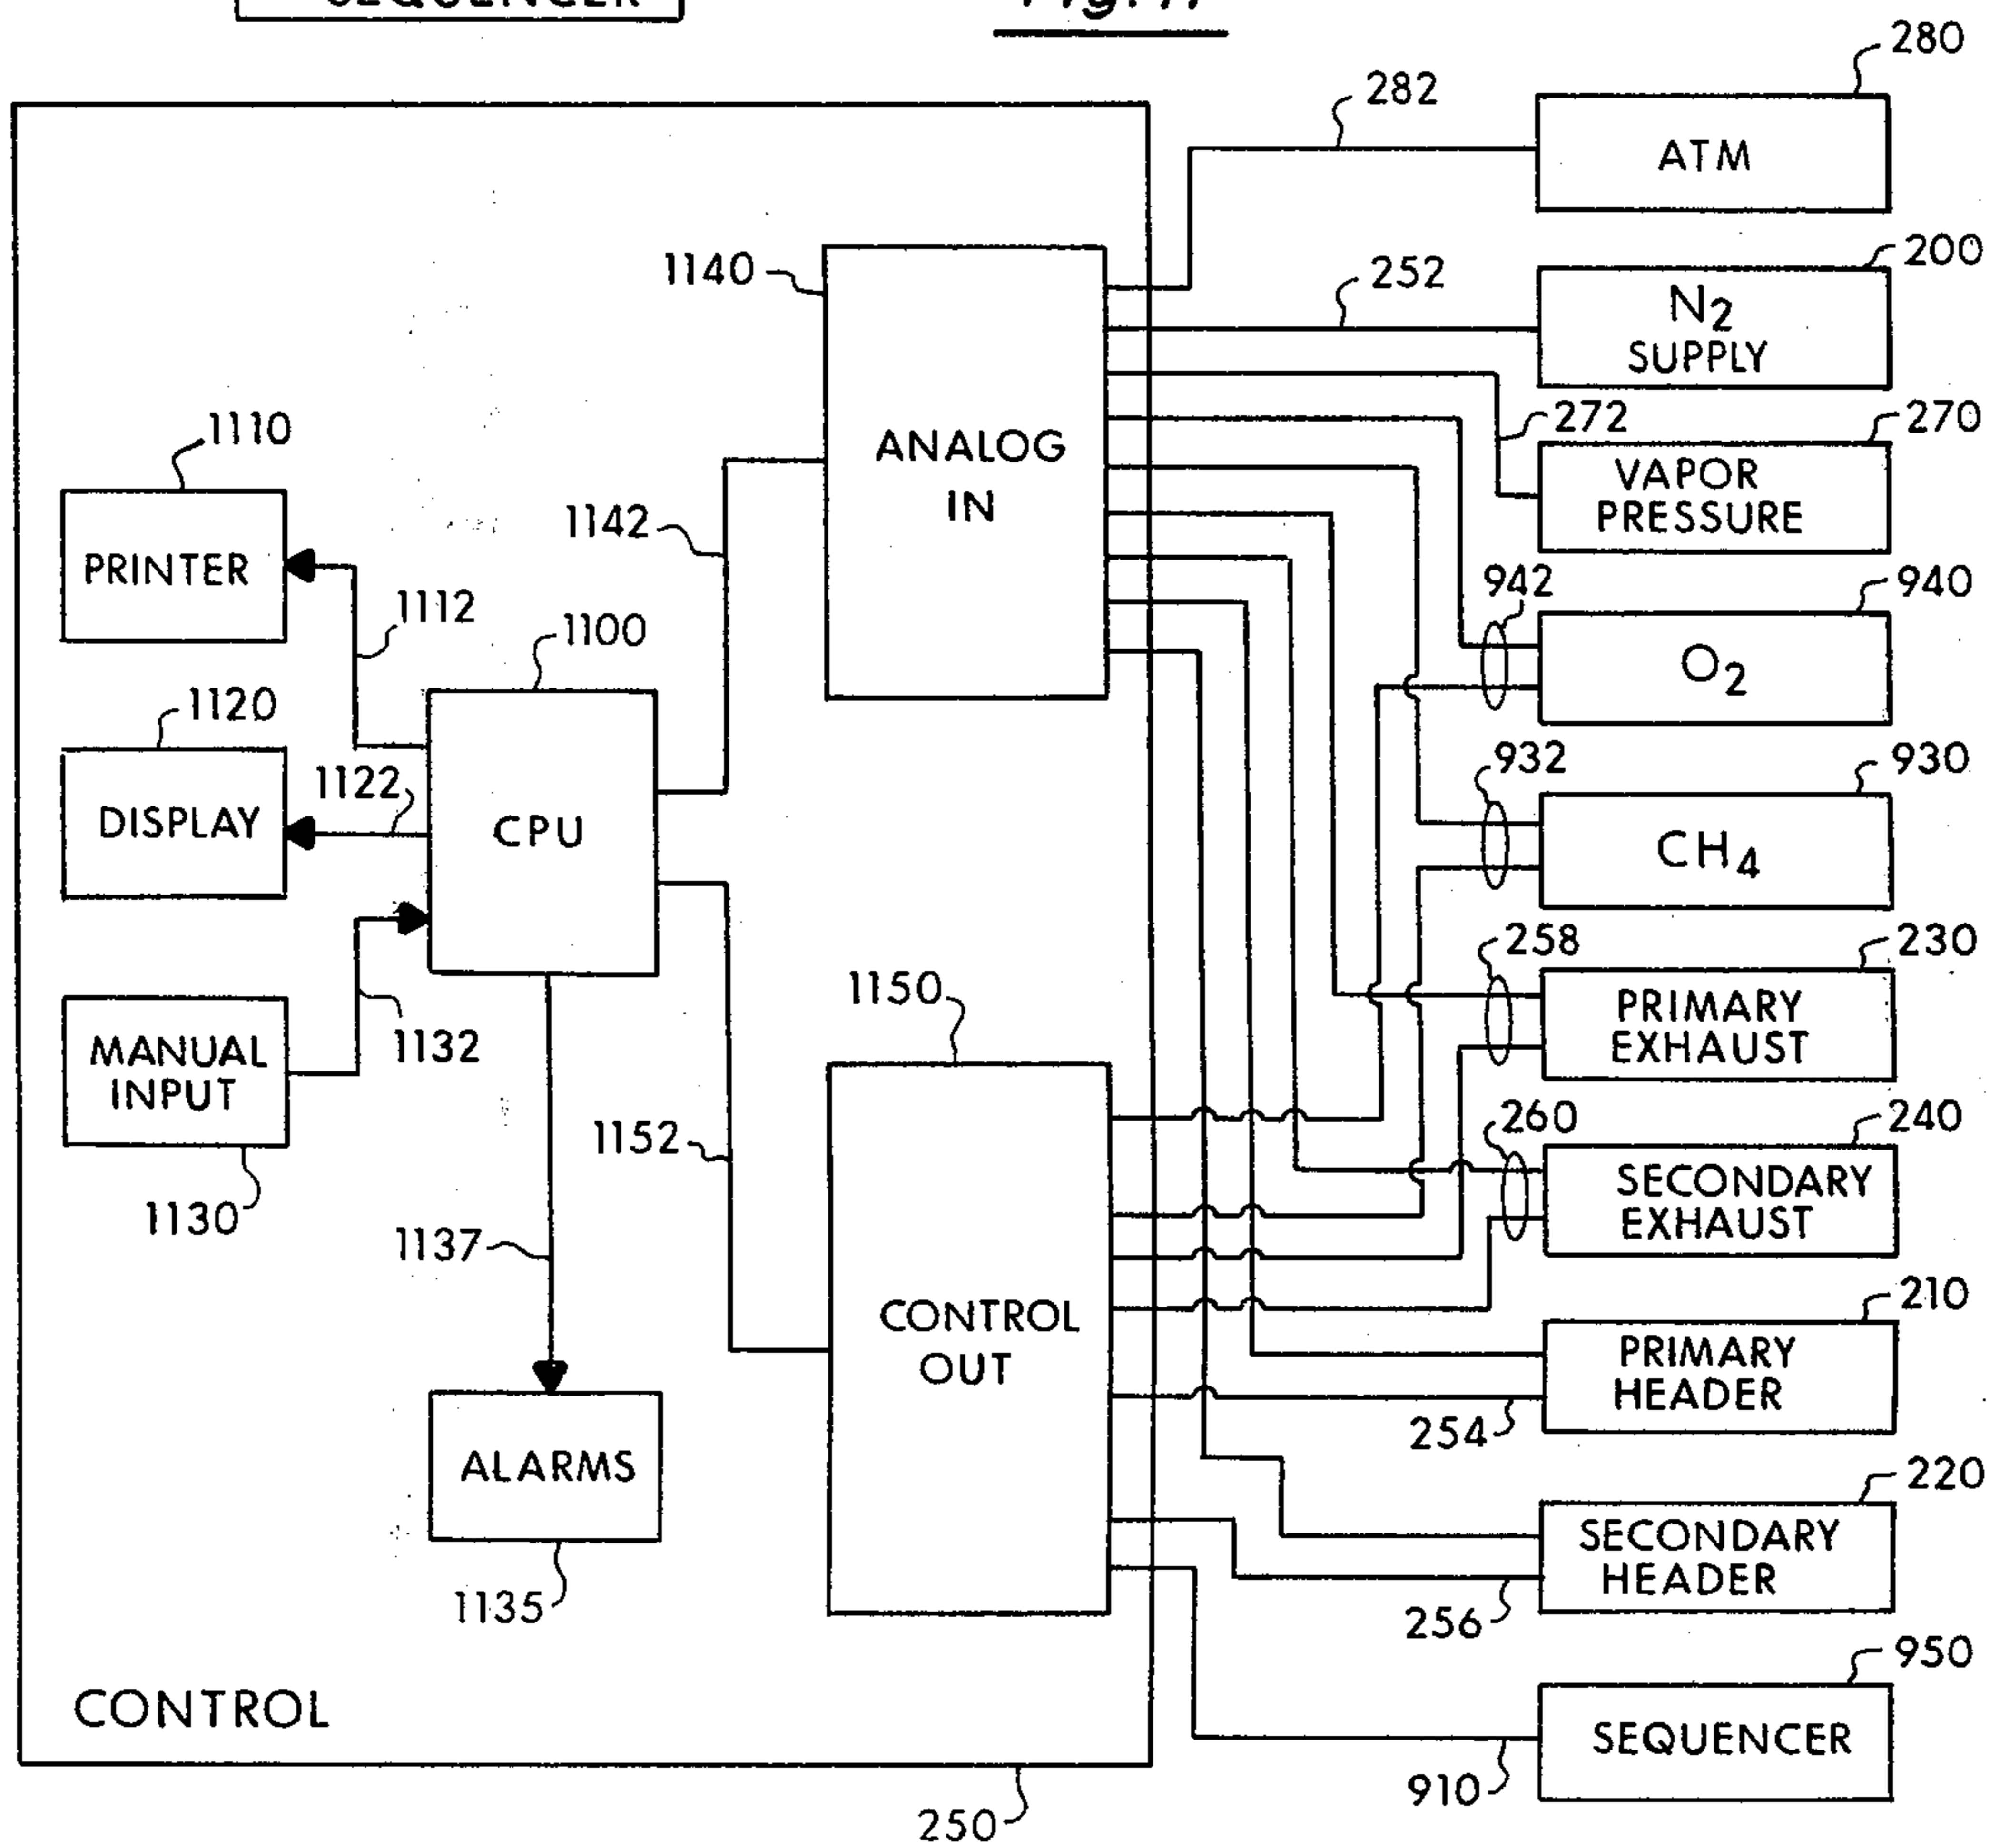 SEQUENCER
280
282
ATM
1140
252
200
N2
SUPPLY
1110
ANALOG
IN
272
270
VAPOR
PRESSURE
1142
PRINTER
942
940
1112
1100
O2
1120
932
930
1122
DISPLAY
CPU
CH4
258
230
1150
PRIMARY
EXHAUST
MANUAL
INPUT
1132
260
240
1152
SECONDARY
EXHAUST
1130
1137
210
CONTROL
OUT
PRIMARY
HEADER
254
ALARMS
220
SECONDARY
HEADER
1135
256
950
CONTROL
SEQUENCER
910
250